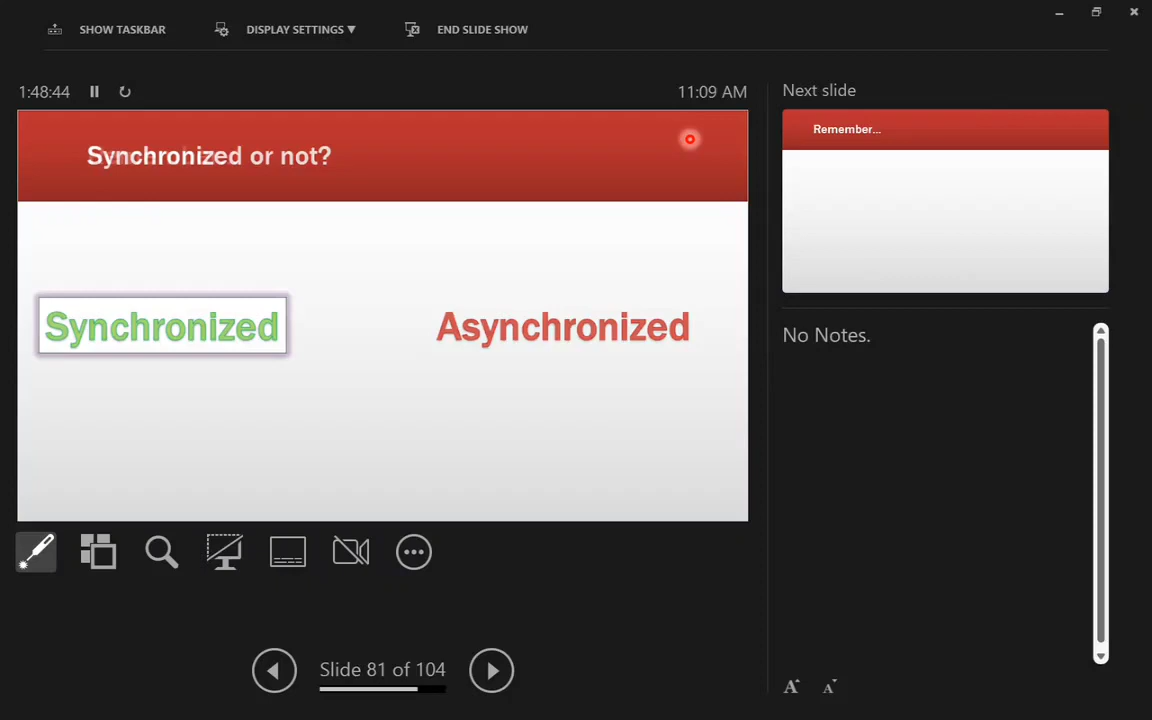 SHOW TASKBAR
DISPLAY SETTINGS ▼
END SLIDE SHOW
1:48:44
11:09 AM
Synchronized or not?
Synchronized
Asynchronized
Slide 81 of 104
Next slide
Remember...
No Notes.
A
A